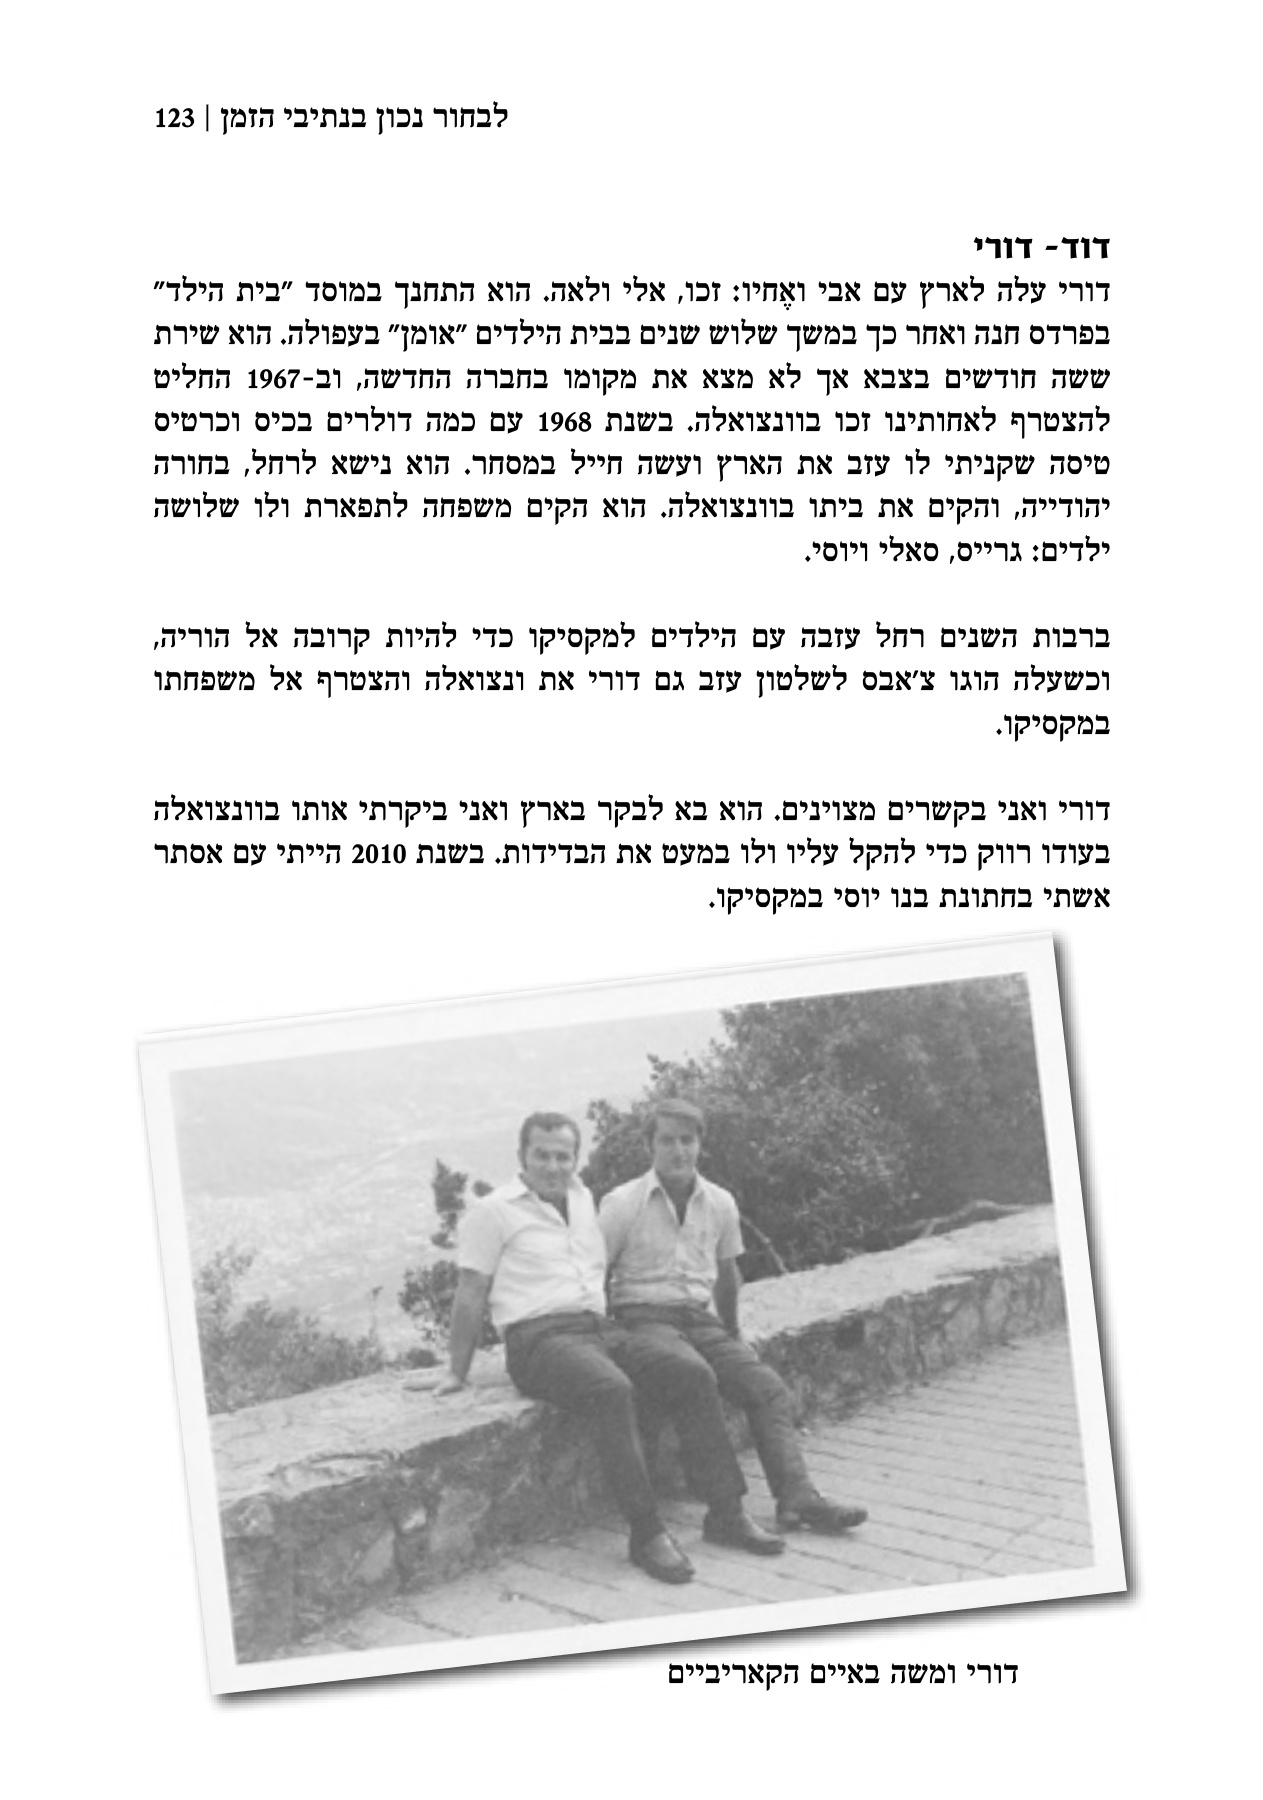 לבחור נכון בנתיבי הזמן | 123
דוד- דורי
דורי עלה לארץ עם אבי ואֶחיו: זכו, אלי ולאה. הוא התחנך במוסד "בית הילד"
בפרדס חנה ואחר כך במשך שלוש שנים בבית הילדים "אומן" בעפולה. הוא שירת
ששה חודשים בצבא אך לא מצא את מקומו בחברה החדשה, וב-1967 החליט
להצטרף לאחותינו זכו בוונצואלה. בשנת 1968 עם כמה דולרים בכיס וכרטיס
טיסה שקניתי לו עזב את הארץ ועשה חייל במסחר. הוא נישא לרחל, בחורה
יהודייה, והקים את ביתו בוונצואלה. הוא הקים משפחה לתפארת ולו שלושה
ילדים: גרייס, סאלי ויוסי.
ברבות השנים רחל עזבה עם הילדים למקסיקו כדי להיות קרובה אל הוריה,
וכשעלה הוגו צ'אבס לשלטון עזב גם דורי את ונצואלה והצטרף אל משפחתו
במקסיקו.
דורי ואני בקשרים מצוינים. הוא בא לבקר בארץ ואני ביקרתי אותו בוונצואלה
בעודו רווק כדי להקל עליו ולו במעט את הבדידות. בשנת 2010 הייתי עם אסתר
אשתי בחתונת בנו יוסי במקסיקו.
דורי ומשה באיים הקאריביים